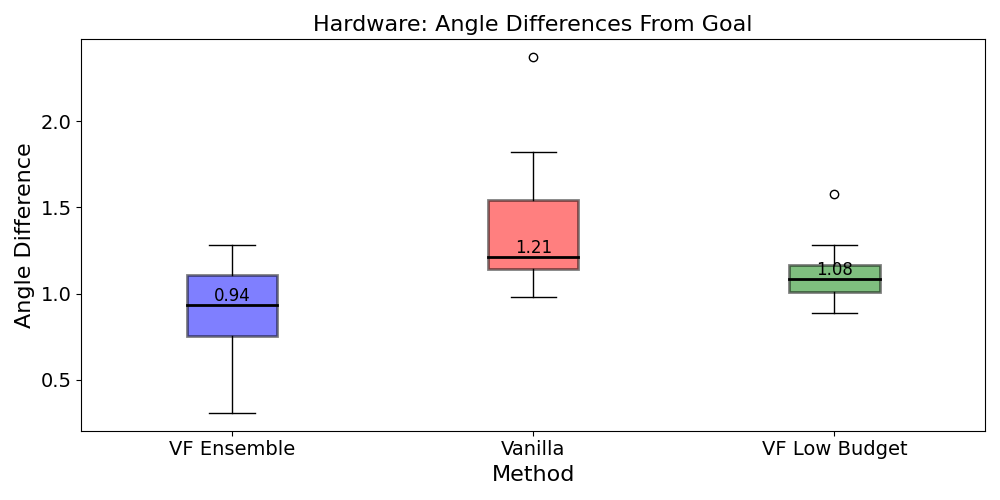 Hardware: Angle Differences From Goal
Angle Difference
2.0
1.5
1.0
0.5
0.94
1.21
1.08
VF Ensemble
Vanilla
VF Low Budget
Method